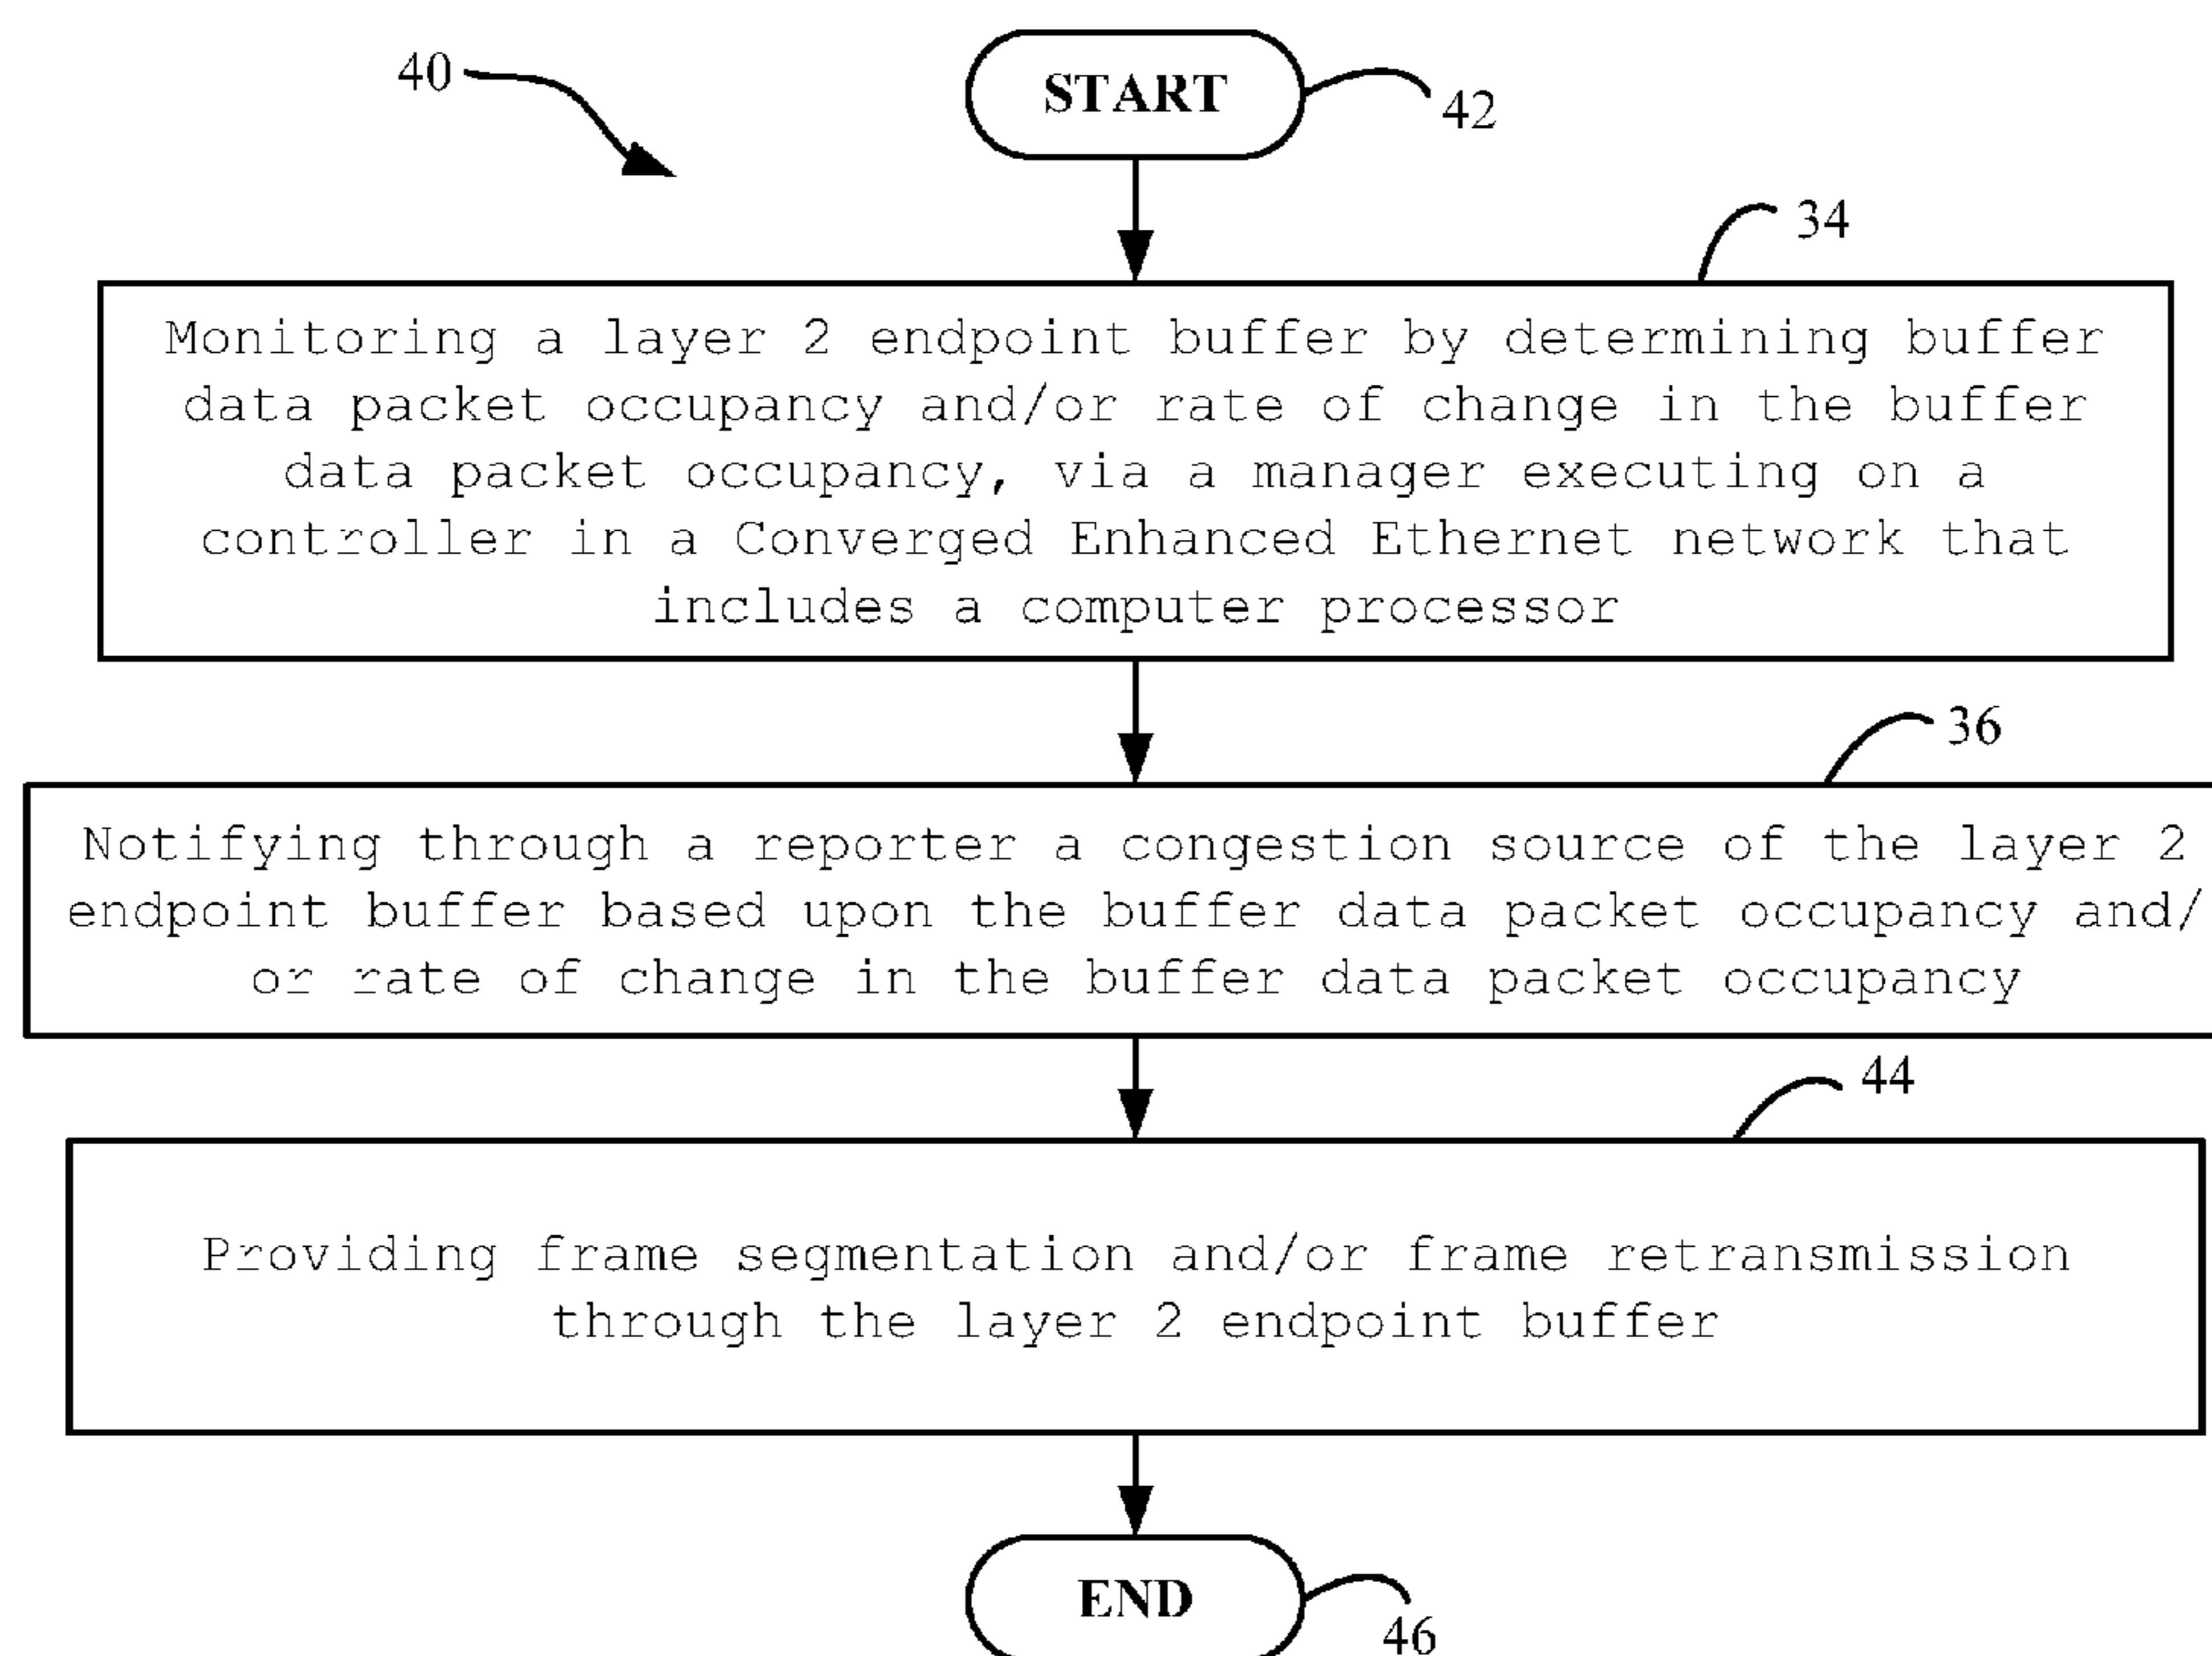 40
START
42
34
Monitoring a layer 2 endpoint buffer by determining buffer
data packet occupancy and/or rate of change in the buffer
data packet occupancy, via a manager executing on a
controller in a Converged Enhanced Ethernet network that
includes a computer processor
36
Notifying through a reporter a congestion source of the layer 2
endpoint buffer based upon the buffer data packet occupancy and/
or rate of change in the buffer data packet occupancy
44
Providing frame segmentation and/or frame retransmission
through the layer 2 endpoint buffer
END
46